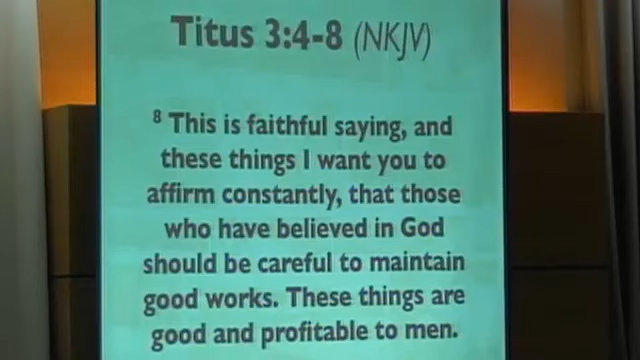 Titus 3:4-8 (NKJV)
8 This is faithful saying, and
these things I want you to
affirm constantly, that those
who have believed in God
should be careful to maintain
good works. These things are
good and profitable to men.